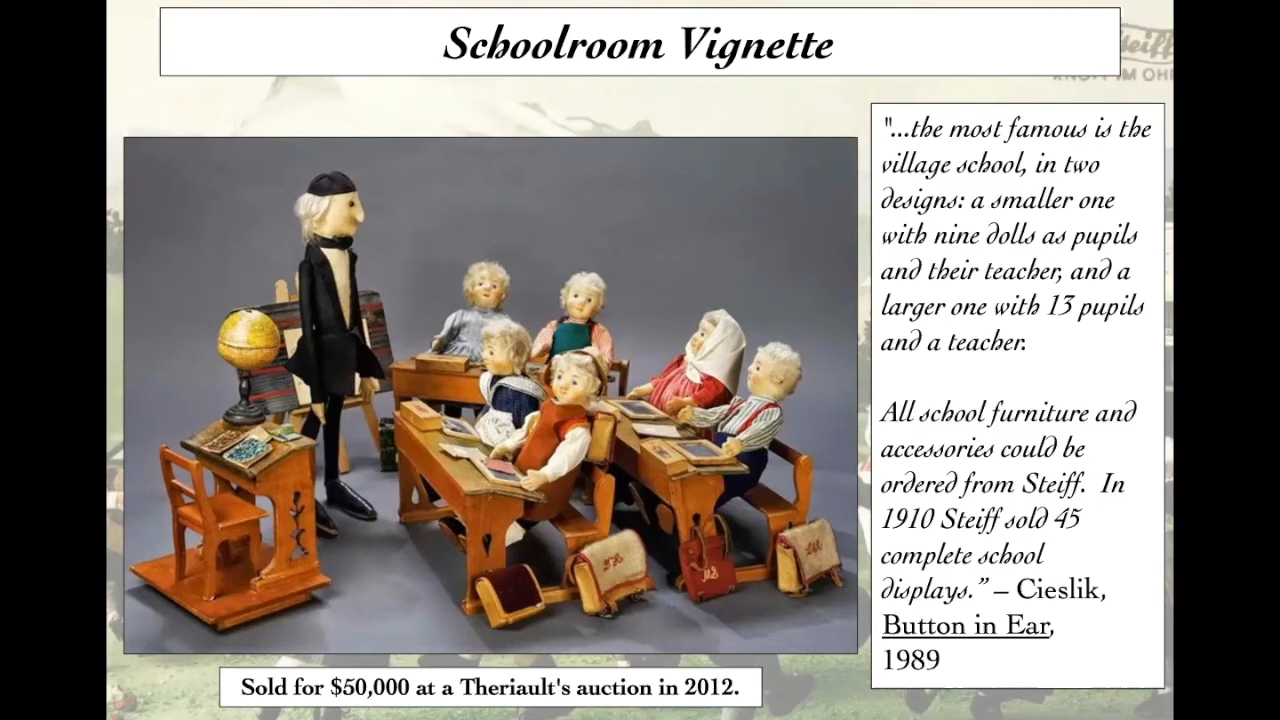 Schoolroom Vignette
"...the most famous is the
village school, in two
designs: a smaller one
with nine dolls as pupils
and their teacher, and a
larger one with 13 pupils
and a teacher.
All school furniture and
accessories could be
ordered from Steiff. In
1910 Steiff sold 45
complete school
displays.” – Cieslik,
Button in Ear,
1989
Sold for $50,000 at a Theriault's auction in 2012.